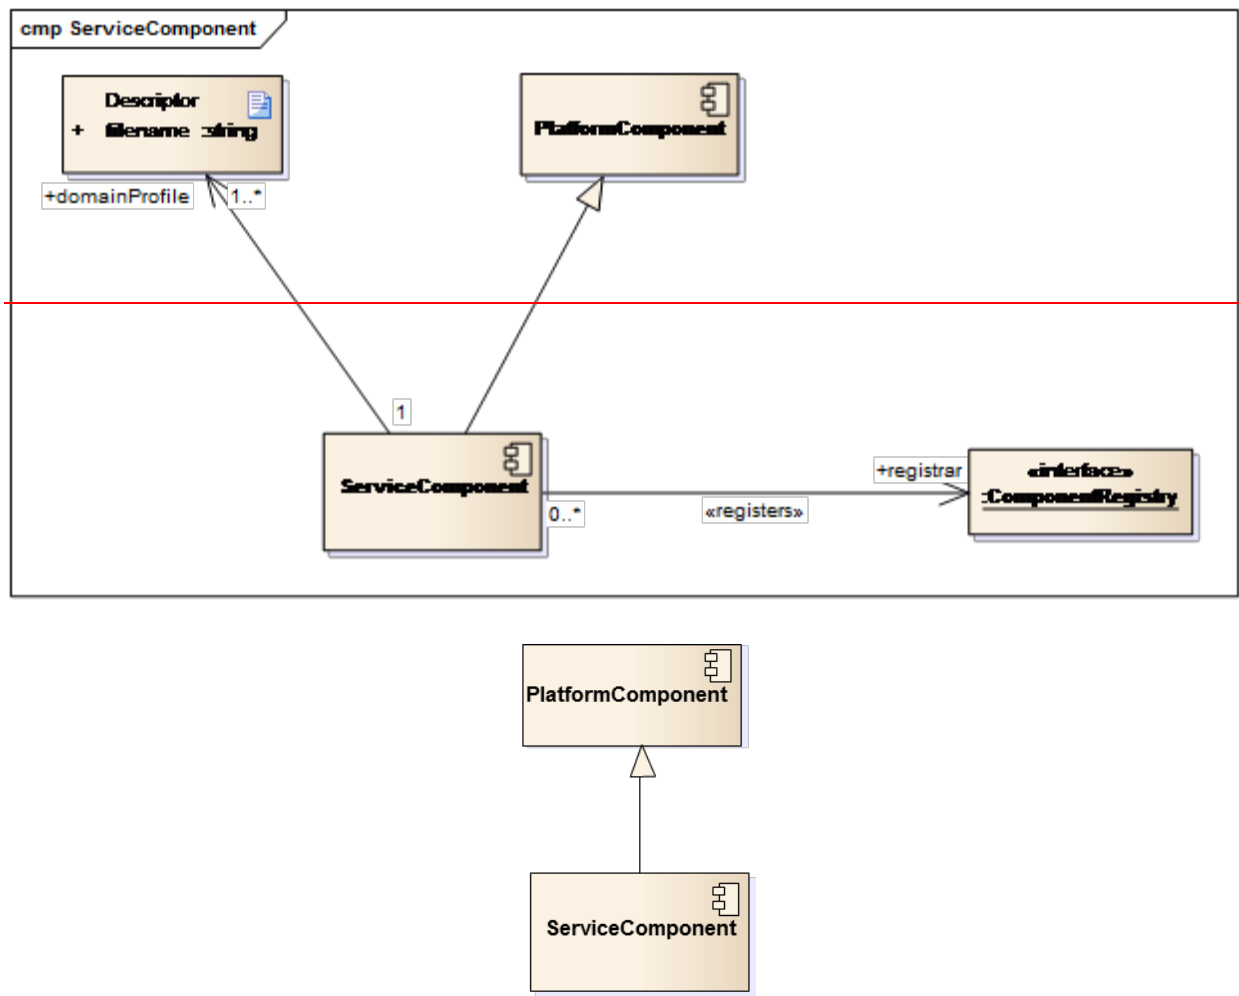 cmp ServiceComponent
Descriptor
+ filename :string
PlatformComponent
+domainProfile
1..*
1
ServiceComponent
0..*
«registers»
+registrar
«interface»
:ComponentRegistry
PlatformComponent
ServiceComponent